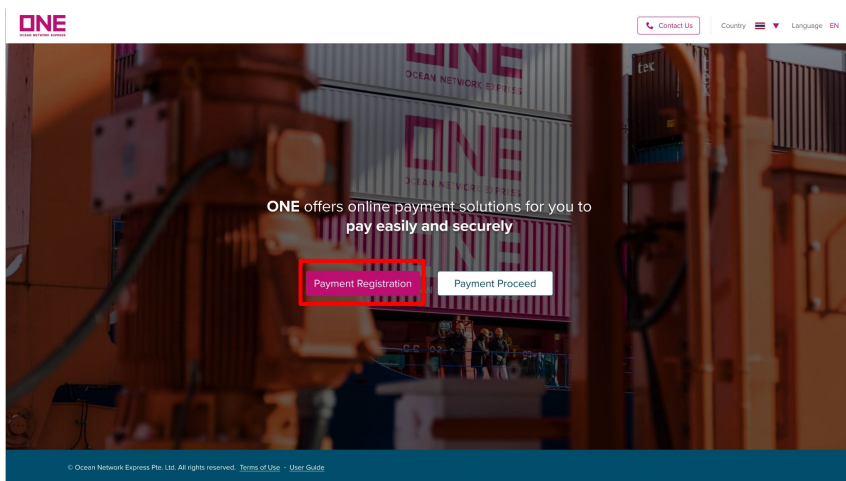 ONE
OCEAN NETWORK EXPRESS
Contact Us
Country
Language EN
OCEAN NETWORK EXPRESS
tex
ONE
OCEAN NETWORK EXPRESS
ONE offers online payment solutions for you to
pay easily and securely
Payment Registration
Payment Proceed
© Ocean Network Express Pte. Ltd. All rights reserved. Terms of Use - User Guide